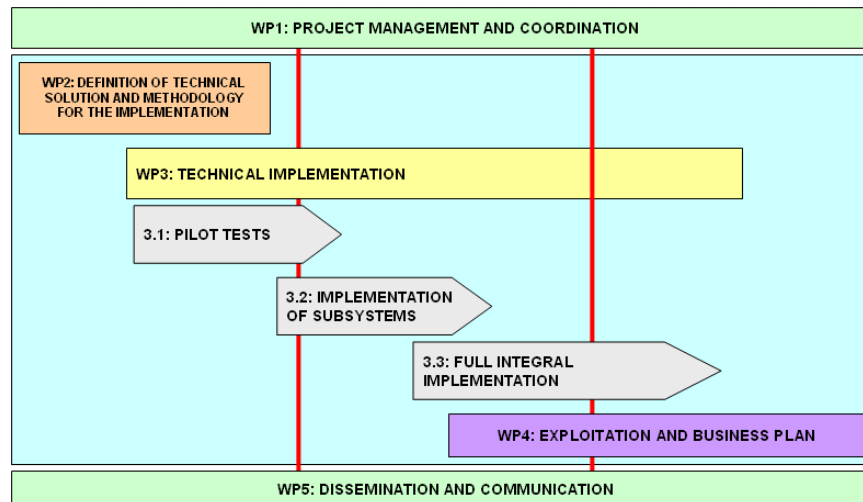 WP1: PROJECT MANAGEMENT AND COORDINATION
WP2: DEFINITION OF TECHNICAL
SOLUTION AND METHODOLOGY
FOR THE IMPLEMENTATION
WP3: TECHNICAL IMPLEMENTATION
3.1: PILOT TESTS
3.2: IMPLEMENTATION
OF SUBSYSTEMS
3.3: FULL INTEGRAL
IMPLEMENTATION
WP4: EXPLOITATION AND BUSINESS PLAN
WP5: DISSEMINATION AND COMMUNICATION